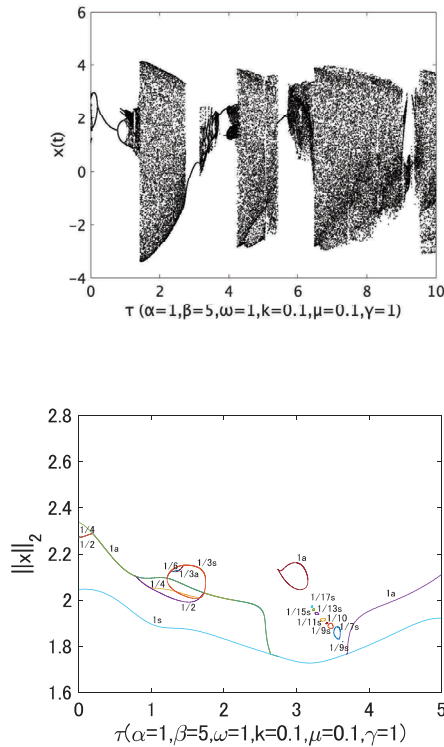 4
2
0
−2
−4
x(t)
0 2 4 6 8 10
τ (α=1,β=5,ω=1,k=0.1,μ=0.1,γ=1)
2.8
2.6
2.4
2.2
2
1.8
1.6
||x||₂
1/4
1/2
1a
1/6
1/3s
1/3a
1/4
1/2
1s
1a
1/17s
1/15s
1/13s
1/11s
1/10
1/9s
1/7s
1/9s
0 1 2 3 4 5
τ(α=1,β=5,ω=1,k=0.1,μ=0.1,γ=1)